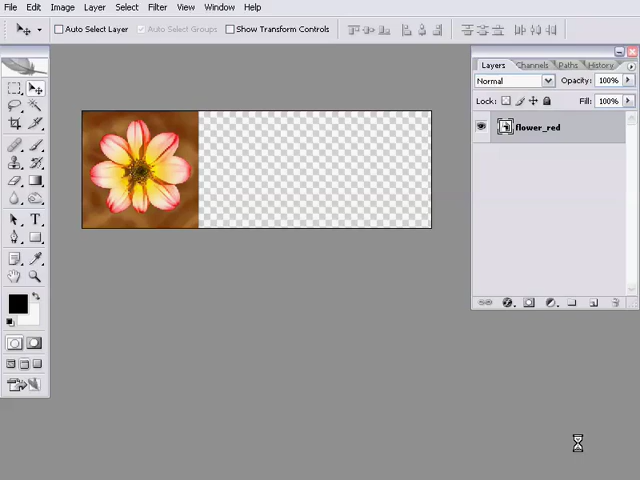 File Edit Image Layer Select Filter View Window Help
Auto Select Layer Auto Select Groups Show Transform Controls
Layers Channels Paths History
Normal Opacity: 100%
Lock: Fill: 100%
flower_red
T